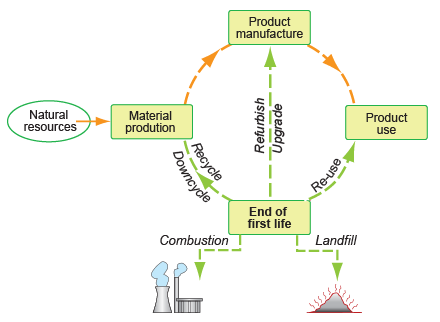 Product
manufacture
Natural
resources
Material
prodution
Product
use
Refurbish
Upgrade
Recycle
Downcycle
Re-use
End of
first life
Combustion
Landfill